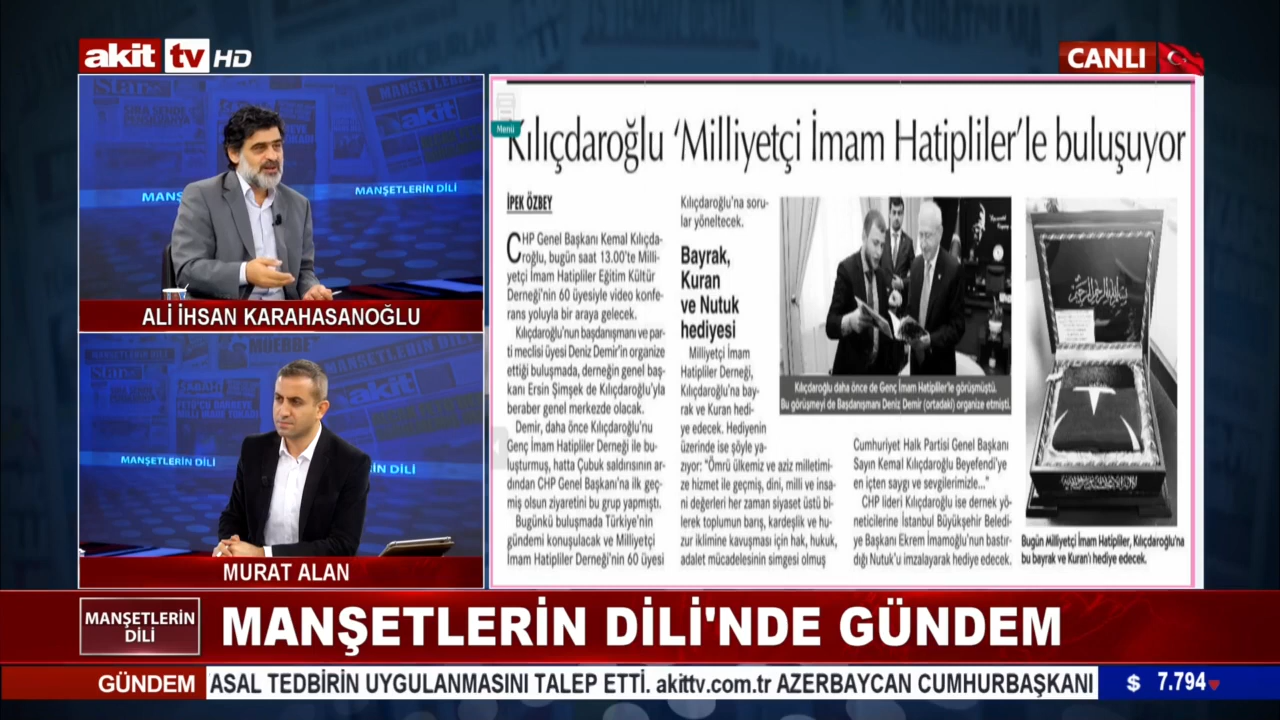 akit tv HD
CANLI
Star
MANŞETLERİN DİLİ
akit
MANŞETLERİN DİLİ
ALİ İHSAN KARAHASANOĞLU
MANŞETLERİN DİLİ
MURAT ALAN
Menü
Kılıçdaroğlu ‘Milliyetçi İmam Hatipliler’le buluşuyor
İPEK ÖZBEY
CHP Genel Başkanı Kemal Kılıçda-
roğlu, bugün saat 13.00’te Milli-
yetçi İmam Hatipliler Eğitim Kültür
Derneği’nin 60 üyesiyle video konfe-
rans yoluyla bir araya gelecek.
Kılıçdaroğlu’nun başdanışmanı ve par-
ti meclisi üyesi Deniz Demir’in organize
ettiği buluşmada, derneğin genel baş-
kanı Ersin Şimşek de Kılıçdaroğlu’yla
beraber genel merkezde olacak.
Demir, daha önce Kılıçdaroğlu’nu
Genç İmam Hatipliler Derneği ile bu-
luşturmuş, hatta Çubuk saldırısının ar-
dından CHP Genel Başkanı’na ilk geç-
miş olsun ziyaretini bu grup yapmıştı.
Bugünkü buluşmada Türkiye’nin
gündemi konuşulacak ve Milliyetçi
İmam Hatipliler Derneği’nin 60 üyesi
Kılıçdaroğlu’na soru-
lar yöneltecek.
Bayrak,
Kuran
ve Nutuk
hediyesi
Milliyetçi İmam
Hatipliler Derneği,
Kılıçdaroğlu’na bay-
rak ve Kuran hedi-
ye edecek. Hediyenin
üzerinde ise şöyle ya-
zıyor: “Ömrü ülkemiz ve aziz milletimi-
ze hizmet ile geçmiş, dini, milli ve insa-
ni değerleri her zaman siyaset üstü bi-
lerek toplumun barış, kardeşlik ve hu-
zur iklimine kavuşması için hak, hukuk,
adalet mücadelesinin simgesi olmuş
Kılıçdaroğlu daha önce de Genç İmam Hatipliler’le görüşmüştü.
Bu görüşmeyi de Başdanışmanı Deniz Demir (ortadaki) organize etmişti.
Cumhuriyet Halk Partisi Genel Başkanı
Sayın Kemal Kılıçdaroğlu Beyefendi’ye
en içten saygı ve sevgilerimizle...”
CHP lideri Kılıçdaroğlu ise dernek yö-
neticilerine İstanbul Büyükşehir Beledi-
ye Başkanı Ekrem İmamoğlu’nun bastır-
dığı Nutuk’u imzalayarak hediye edecek.
Bugün Milliyetçi İmam Hatipliler, Kılıçdaroğlu’na
bu bayrak ve Kuran’ı hediye edecek.
MANŞETLERİN DİLİ
MANŞETLERİN DİLİ'NDE GÜNDEM
GÜNDEM ASAL TEDBİRİN UYGULANMASINI TALEP ETTİ. akittv.com.tr AZERBAYCAN CUMHURBAŞKANI $ 7.794